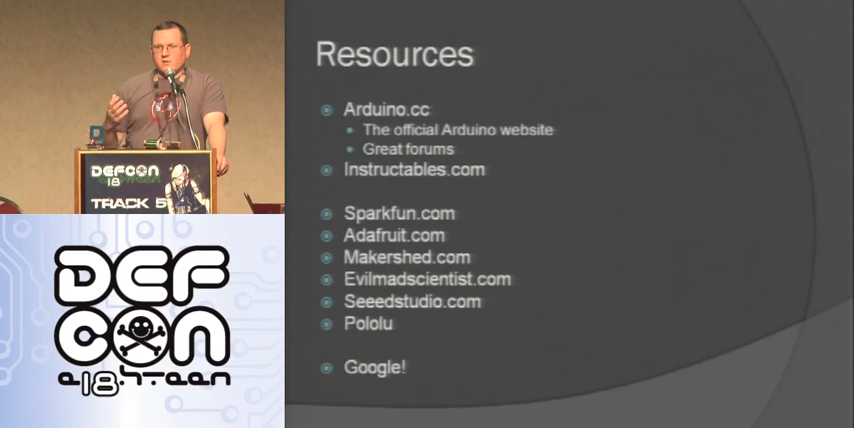 DEFCON
18
TRACK 5
DEF
CON
18
Resources
Arduino.cc
The official Arduino website
Great forums
Instructables.com
Sparkfun.com
Adafruit.com
Makershed.com
Evilmadscientist.com
Seeedstudio.com
Pololu
Google!